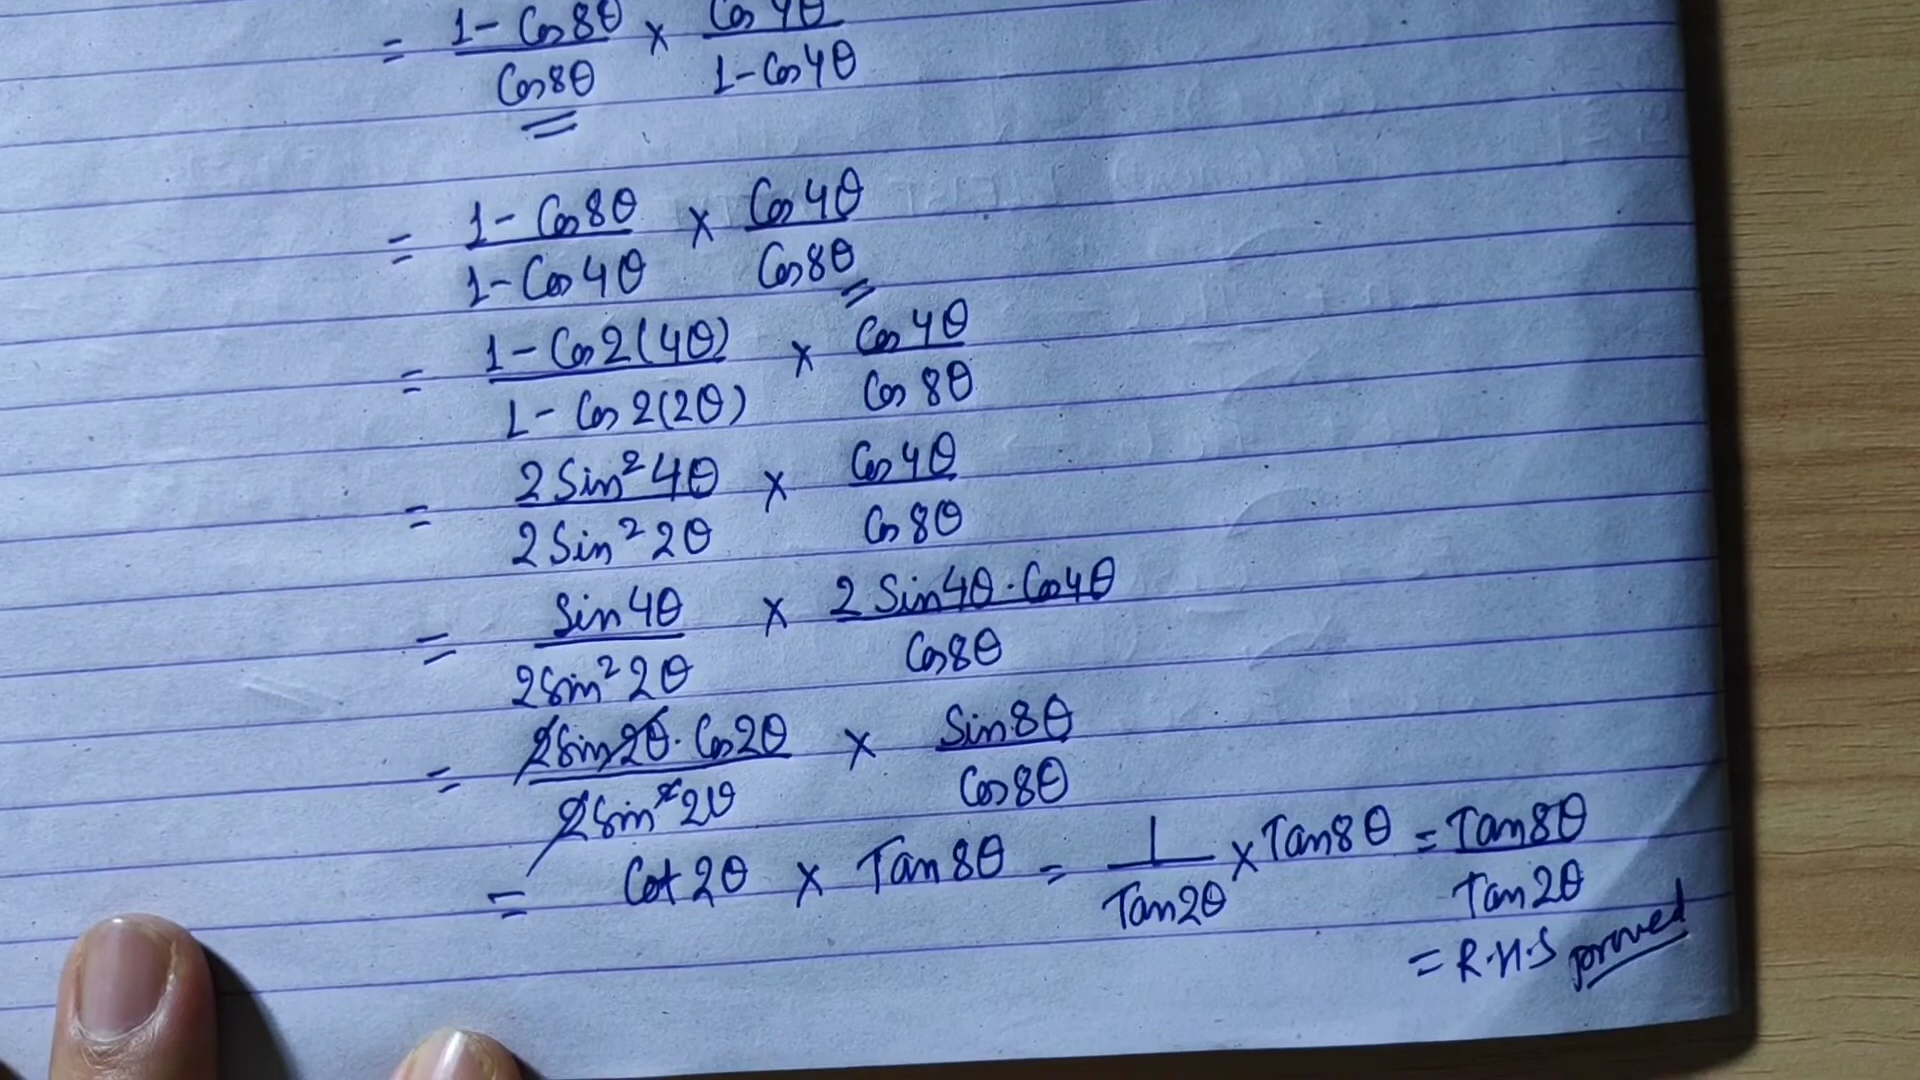 = 1 - Cos8θ / Cos8θ × Cos4θ / 1 - Cos4θ
= 1 - Cos8θ / 1 - Cos4θ × Cos4θ / Cos8θ
= 1 - Cos2(4θ) / 1 - Cos2(2θ) × Cos4θ / Cos8θ
= 2Sin²4θ / 2Sin²2θ × Cos4θ / Cos8θ
= Sin4θ / 2Sin²2θ × 2Sin4θ·Cos4θ / Cos8θ
= 2Sin2θ·Cos2θ / 2Sin²2θ × Sin8θ / Cos8θ
= Cot2θ × Tan8θ = 1 / Tan2θ × Tan8θ = Tan8θ / Tan2θ
= R.H.S proved